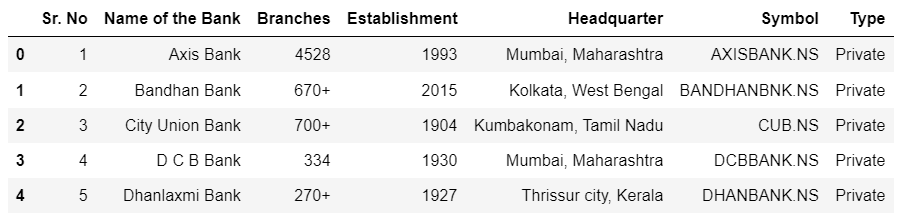 Sr. No Name of the Bank Branches Establishment Headquarter Symbol Type
0 1 Axis Bank 4528 1993 Mumbai, Maharashtra AXISBANK.NS Private
1 2 Bandhan Bank 670+ 2015 Kolkata, West Bengal BANDHANBNK.NS Private
2 3 City Union Bank 700+ 1904 Kumbakonam, Tamil Nadu CUB.NS Private
3 4 D C B Bank 334 1930 Mumbai, Maharashtra DCBBANK.NS Private
4 5 Dhanlaxmi Bank 270+ 1927 Thrissur city, Kerala DHANBANK.NS Private